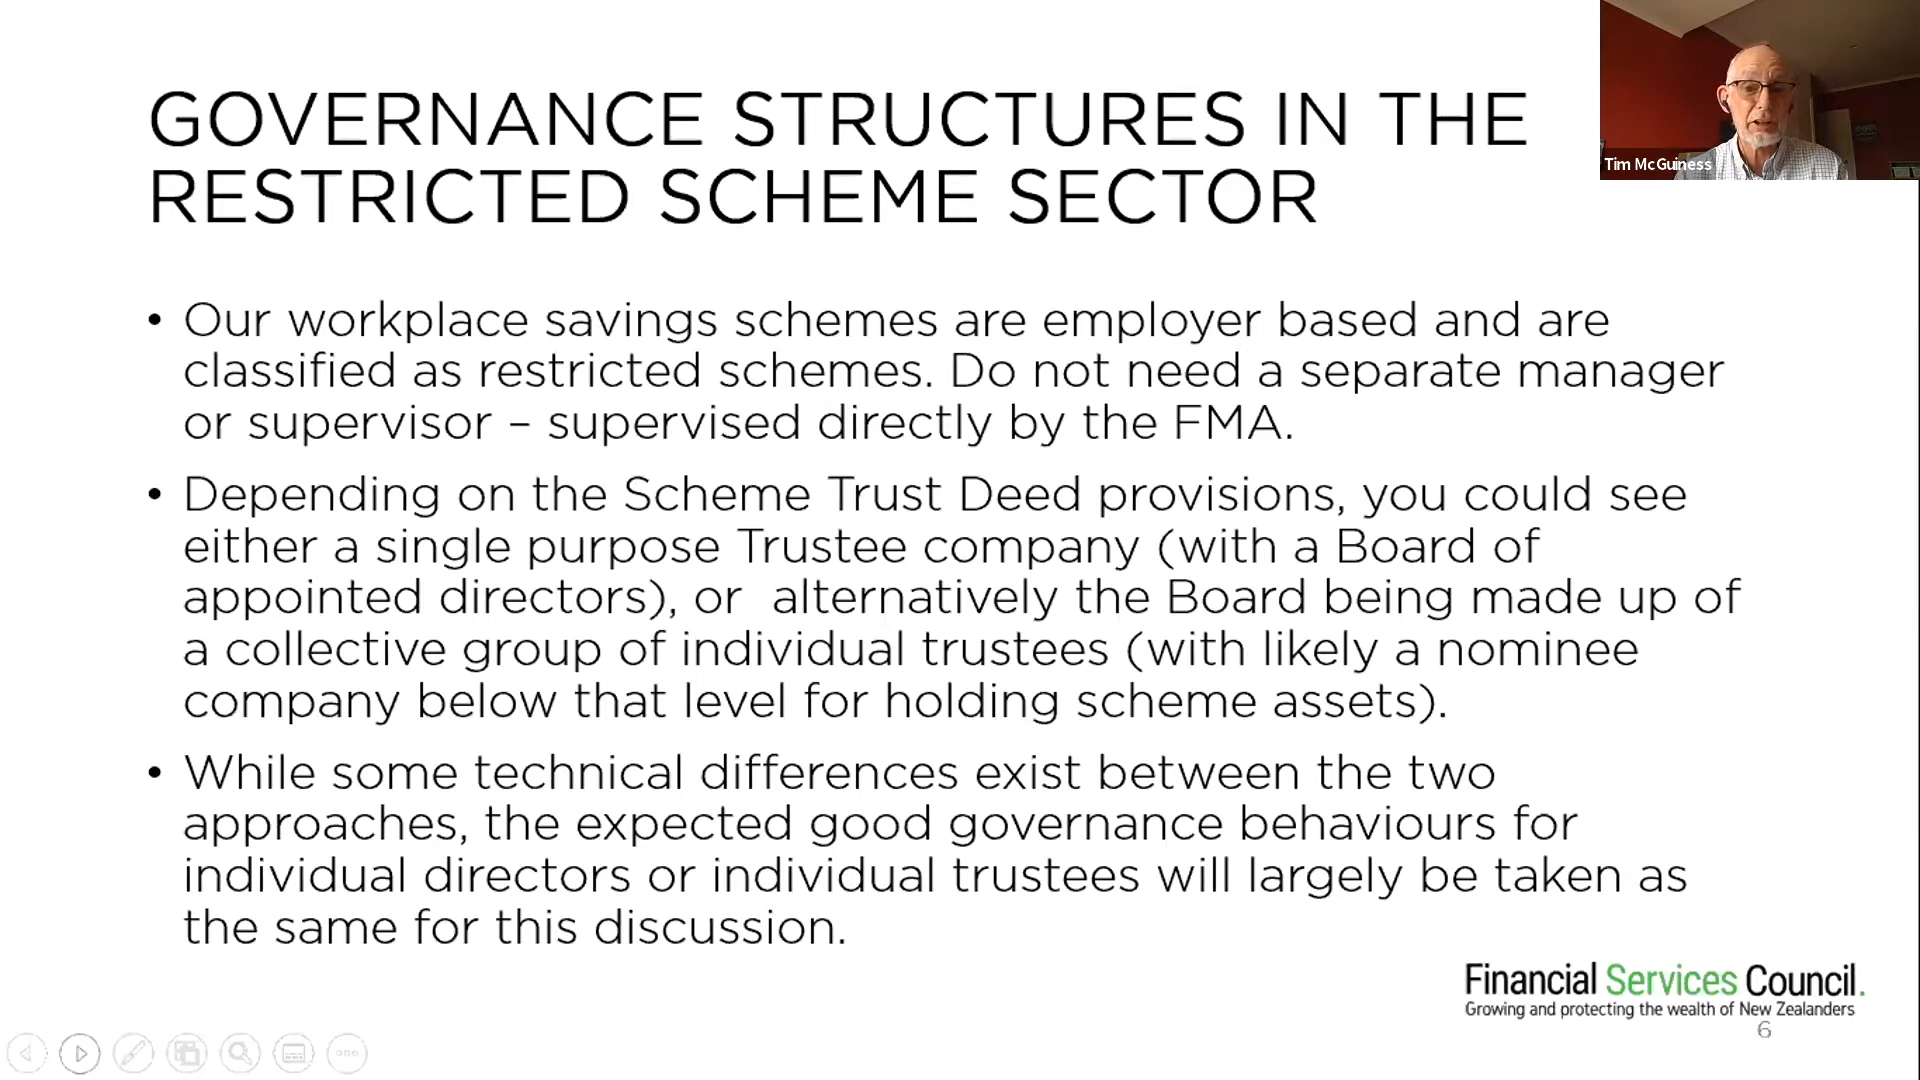 GOVERNANCE STRUCTURES IN THE
RESTRICTED SCHEME SECTOR
Tim McGuiness
• Our workplace savings schemes are employer based and are
classified as restricted schemes. Do not need a separate manager
or supervisor – supervised directly by the FMA.
• Depending on the Scheme Trust Deed provisions, you could see
either a single purpose Trustee company (with a Board of
appointed directors), or  alternatively the Board being made up of
a collective group of individual trustees (with likely a nominee
company below that level for holding scheme assets).
• While some technical differences exist between the two
approaches, the expected good governance behaviours for
individual directors or individual trustees will largely be taken as
the same for this discussion.
Financial Services Council.
Growing and protecting the wealth of New Zealanders
6